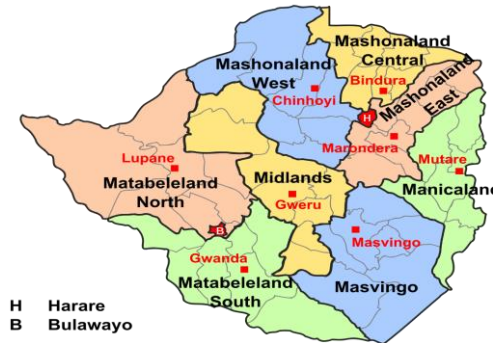 Mashonaland
Central
Bindura
Mashonaland
West
Chinhoyi
Mashonaland
East
H
Marondera
Lupane
Matabeleland
North
Midlands
Gweru
Mutare
Manicaland
B
Masvingo
Gwanda
Matabeleland
South
Masvingo
H Harare
B Bulawayo